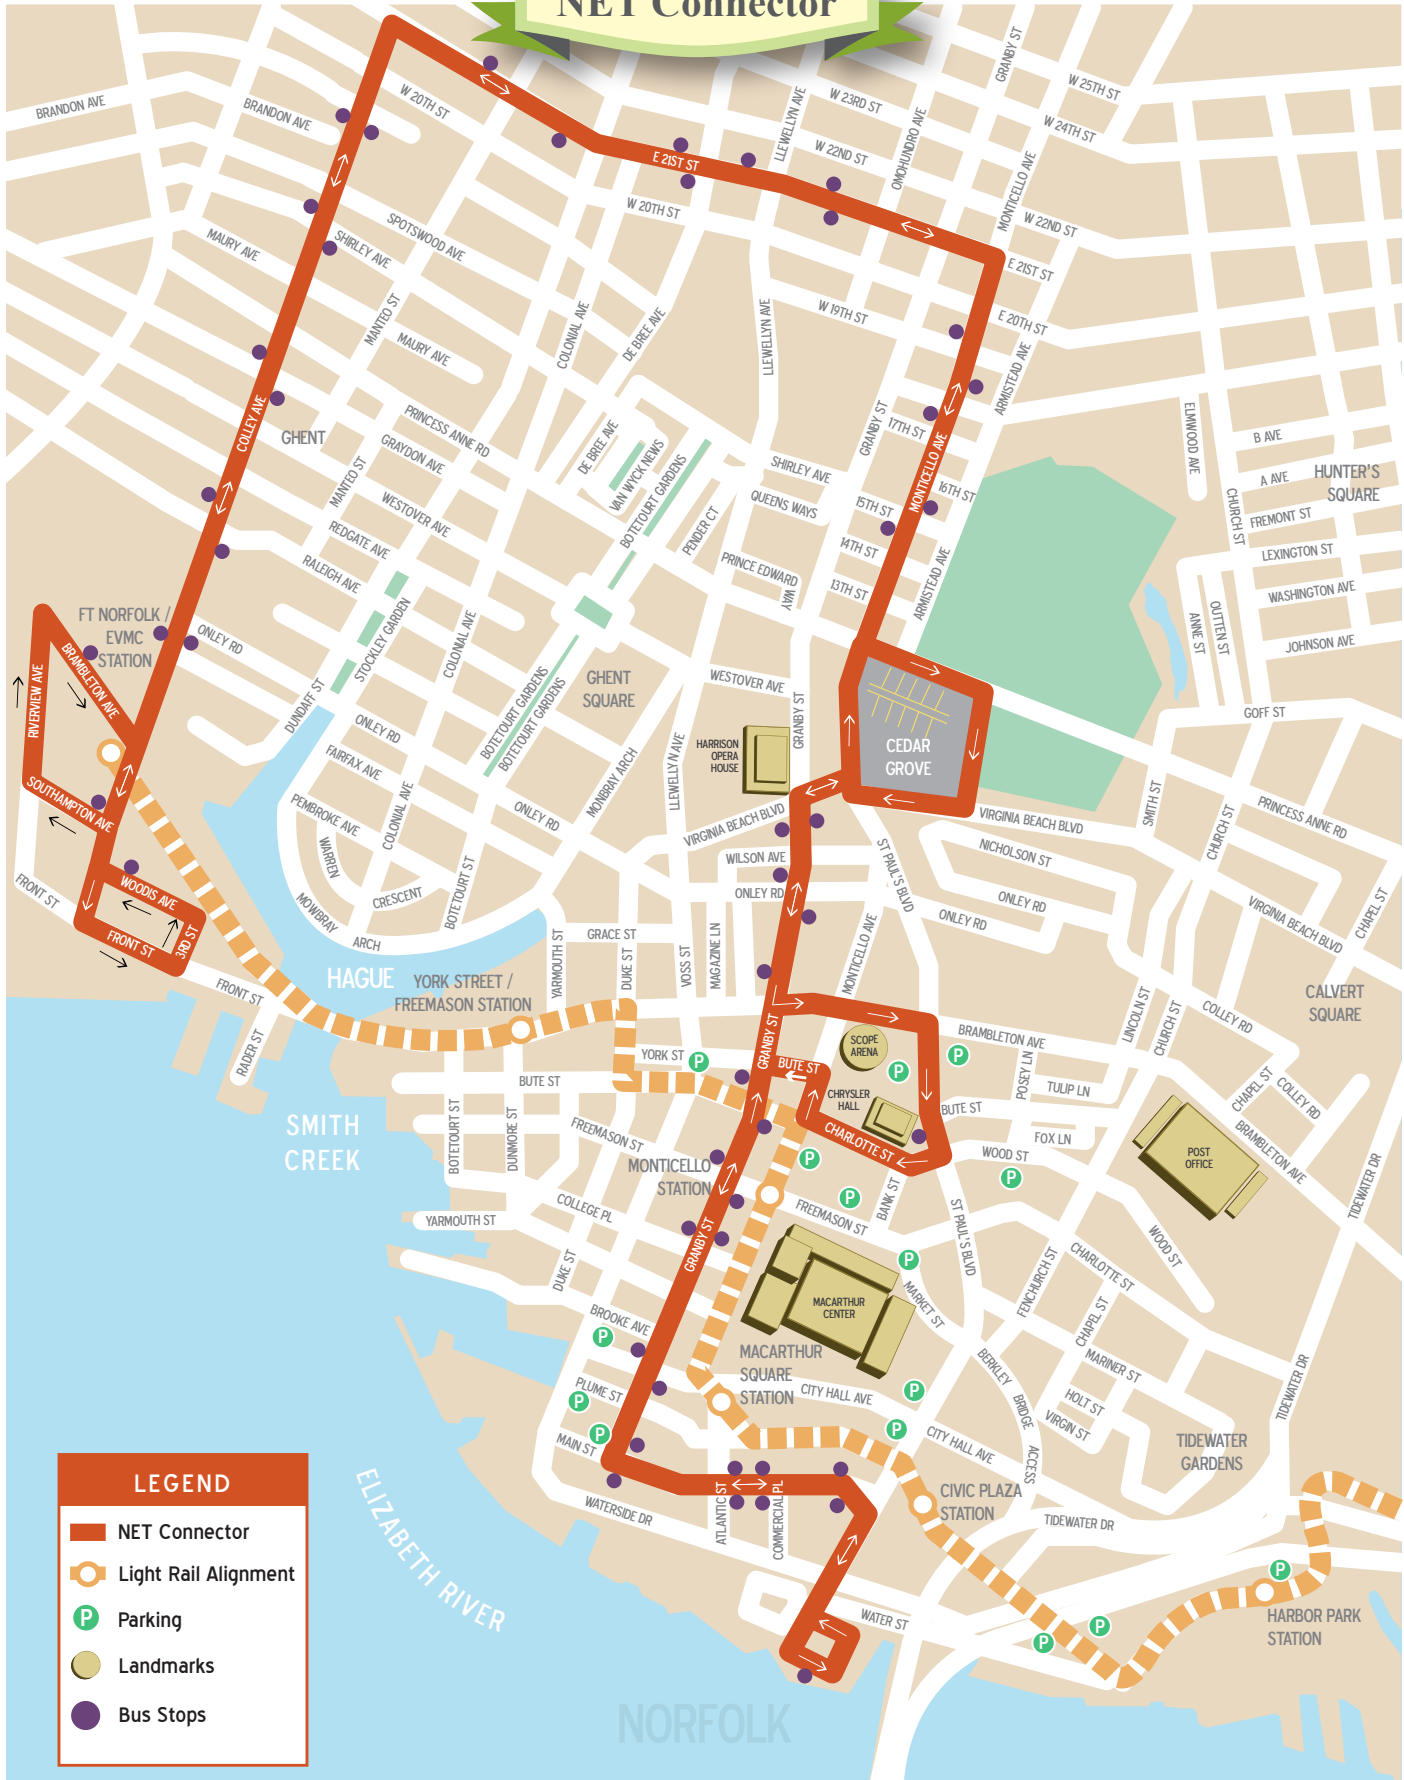 NET Connector
GRANBY ST
W 25TH ST
W 24TH ST
W 23RD ST
W 22ND ST
BRANDON AVE
BRANDON AVE
W 20TH ST
LLEWELLYN AVE
OMOHUNDRO AVE
MONTICELLO AVE
E 21ST ST
W 20TH ST
W 22ND ST
E 21ST ST
SPOTSWOOD AVE
SHIRLEY AVE
MAURY AVE
MANTEO ST
MAURY AVE
COLONIAL AVE
DE BREE AVE
LLEWELLYN AVE
W 19TH ST
E 20TH ST
ARMISTEAD AVE
COLLEY AVE
GHENT
PRINCESS ANNE RD
GRAYDON AVE
MANTEO ST
WESTOVER AVE
REDGATE AVE
RALEIGH AVE
DE BREE AVE
VAN WYCK NEWS
BOTETOURT GARDENS
PENDER CT
SHIRLEY AVE
QUEENS WAYS
PRINCE EDWARD
WAY
GRANBY ST
17TH ST
MONTICELLO AVE
16TH ST
15TH ST
14TH ST
13TH ST
ARMISTEAD AVE
ELMWOOD AVE
B AVE
A AVE
HUNTER'S
SQUARE
CHURCH ST
FREMONT ST
LEXINGTON ST
WASHINGTON AVE
ANNE ST
OUTTEN ST
JOHNSON AVE
GOFF ST
FT NORFOLK /
EVMC
STATION
ONLEY RD
BRAMBLETON AVE
RIVERVIEW AVE
SOUTHAMPTON AVE
STOCKLEY GARDEN
COLONIAL AVE
DUNDAFF ST
GHENT
SQUARE
BOTETOURT GARDENS
BOTETOURT GARDENS
WESTOVER AVE
GRANBY ST
HARRISON
OPERA
HOUSE
CEDAR
GROVE
ONLEY RD
FAIRFAX AVE
PEMBROKE AVE
WARREN
CRESCENT
COLONIAL AVE
ONLEY RD
MONBRAY ARCH
LLEWELLYN AVE
BOTETOURT ST
MOWBRAY
ARCH
VIRGINIA BEACH BLVD
WILSON AVE
ONLEY RD
VIRGINIA BEACH BLVD
NICHOLSON ST
ST PAUL'S BLVD
ONLEY RD
ONLEY RD
SMITH ST
CHURCH ST
PRINCESS ANNE RD
VIRGINIA BEACH BLVD
CHAPEL ST
FRONT ST
WOODIS AVE
3RD ST
FRONT ST
FRONT ST
RADER ST
HAGUE
YORK STREET /
FREEMASON STATION
YARMOUTH ST
GRACE ST
DUKE ST
VOSS ST
MAGAZINE LN
MONTICELLO AVE
CALVERT
SQUARE
COLLEY RD
LINCOLN ST
CHURCH ST
BRAMBLETON AVE
GRANBY ST
SCOPE
ARENA
YORK ST
P
BUTE ST
P
P
CHRYSLER
HALL
POSEY LN
TULIP LN
BUTE ST
FOX LN
WOOD ST
CHARLOTTE ST
BUTE ST
BOTETOURT ST
DUNMORE ST
FREEMASON ST
MONTICELLO
STATION
P
P
P
BANK ST
FREEMASON ST
CHAPEL ST
COLLEY RD
BRAMBLETON AVE
POST
OFFICE
TIDEWATER DR
SMITH
CREEK
YARMOUTH ST
COLLEGE PL
DUKE ST
GRANBY ST
ST PAUL'S BLVD
P
WOOD ST
CHARLOTTE ST
FENCHURCH ST
CHAPEL ST
MARKET ST
MACARTHUR
CENTER
BROOKE AVE
P
PLUME ST
P
P
MAIN ST
MACARTHUR
SQUARE
STATION
CITY HALL AVE
P
P
BERKLEY
BRIDGE
ACCESS
MARINER ST
HOLT ST
VIRGIN ST
CITY HALL AVE
TIDEWATER DR
TIDEWATER
GARDENS
CIVIC PLAZA
STATION
TIDEWATER DR
WATERSIDE DR
ATLANTIC ST
COMMERCIAL PL
WATER ST
P
P
P
HARBOR PARK
STATION
ELIZABETH RIVER
NORFOLK
LEGEND
NET Connector
Light Rail Alignment
P Parking
Landmarks
Bus Stops